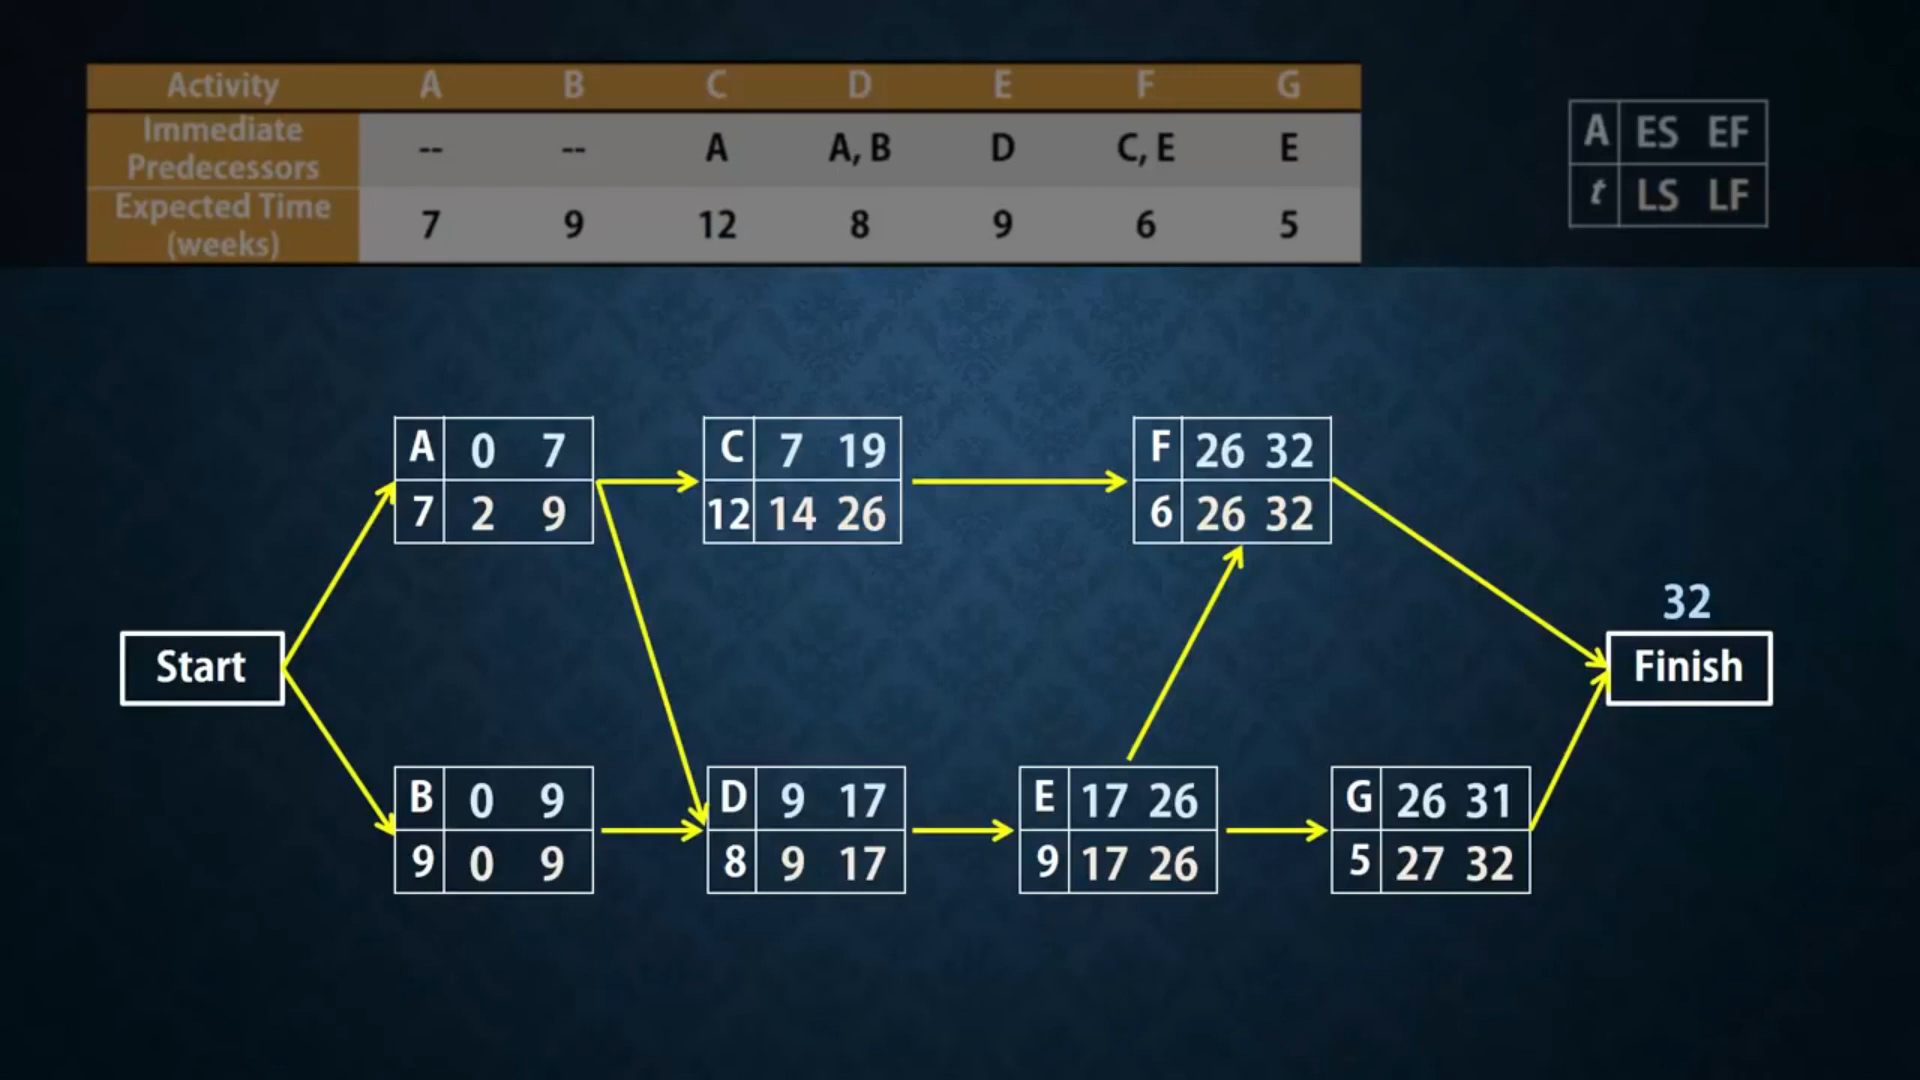 Activity A B C D E F G
Immediate Predecessors -- -- A A, B D C, E E
Expected Time (weeks) 7 9 12 8 9 6 5
A ES EF
t LS LF
A 0 7
7 2 9
C 7 19
12 14 26
F 26 32
6 26 32
32
Start
Finish
B 0 9
9 0 9
D 9 17
8 9 17
E 17 26
9 17 26
G 26 31
5 27 32